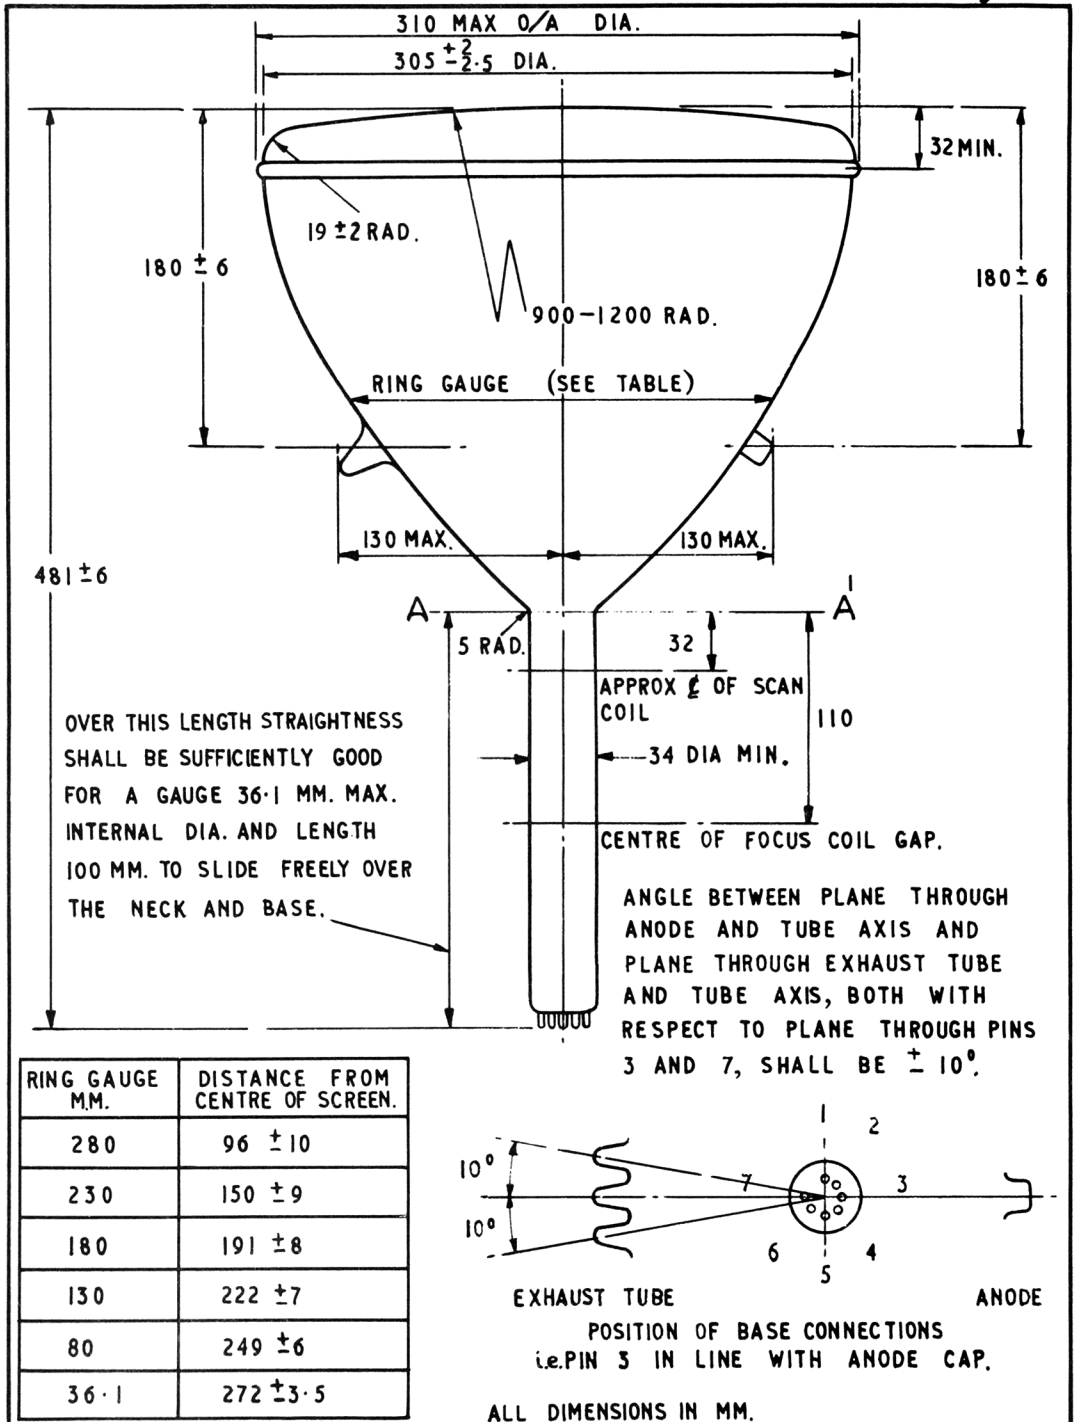 310 MAX O/A DIA.
305 +2 −2·5 DIA.
32 MIN.
19 ± 2 RAD.
180 ± 6
180 ± 6
900–1200 RAD.
RING GAUGE (SEE TABLE)
130 MAX.
130 MAX.
481 ± 6
A
A'
5 RAD.
32
APPROX ℄ OF SCAN
COIL
110
OVER THIS LENGTH STRAIGHTNESS
SHALL BE SUFFICIENTLY GOOD
FOR A GAUGE 36·1 MM. MAX.
INTERNAL DIA. AND LENGTH
100 MM. TO SLIDE FREELY OVER
THE NECK AND BASE.
34 DIA MIN.
CENTRE OF FOCUS COIL GAP.
ANGLE BETWEEN PLANE THROUGH
ANODE AND TUBE AXIS AND
PLANE THROUGH EXHAUST TUBE
AND TUBE AXIS, BOTH WITH
RESPECT TO PLANE THROUGH PINS
3 AND 7, SHALL BE ± 10°.
RING GAUGE M.M. DISTANCE FROM CENTRE OF SCREEN.
280 96 ± 10
230 150 ± 9
180 191 ± 8
130 222 ± 7
80 249 ± 6
36·1 272 ± 3·5
1
2
10°
7
3
10°
6
4
5
EXHAUST TUBE
ANODE
POSITION OF BASE CONNECTIONS
i.e. PIN 3 IN LINE WITH ANODE CAP.
ALL DIMENSIONS IN MM.